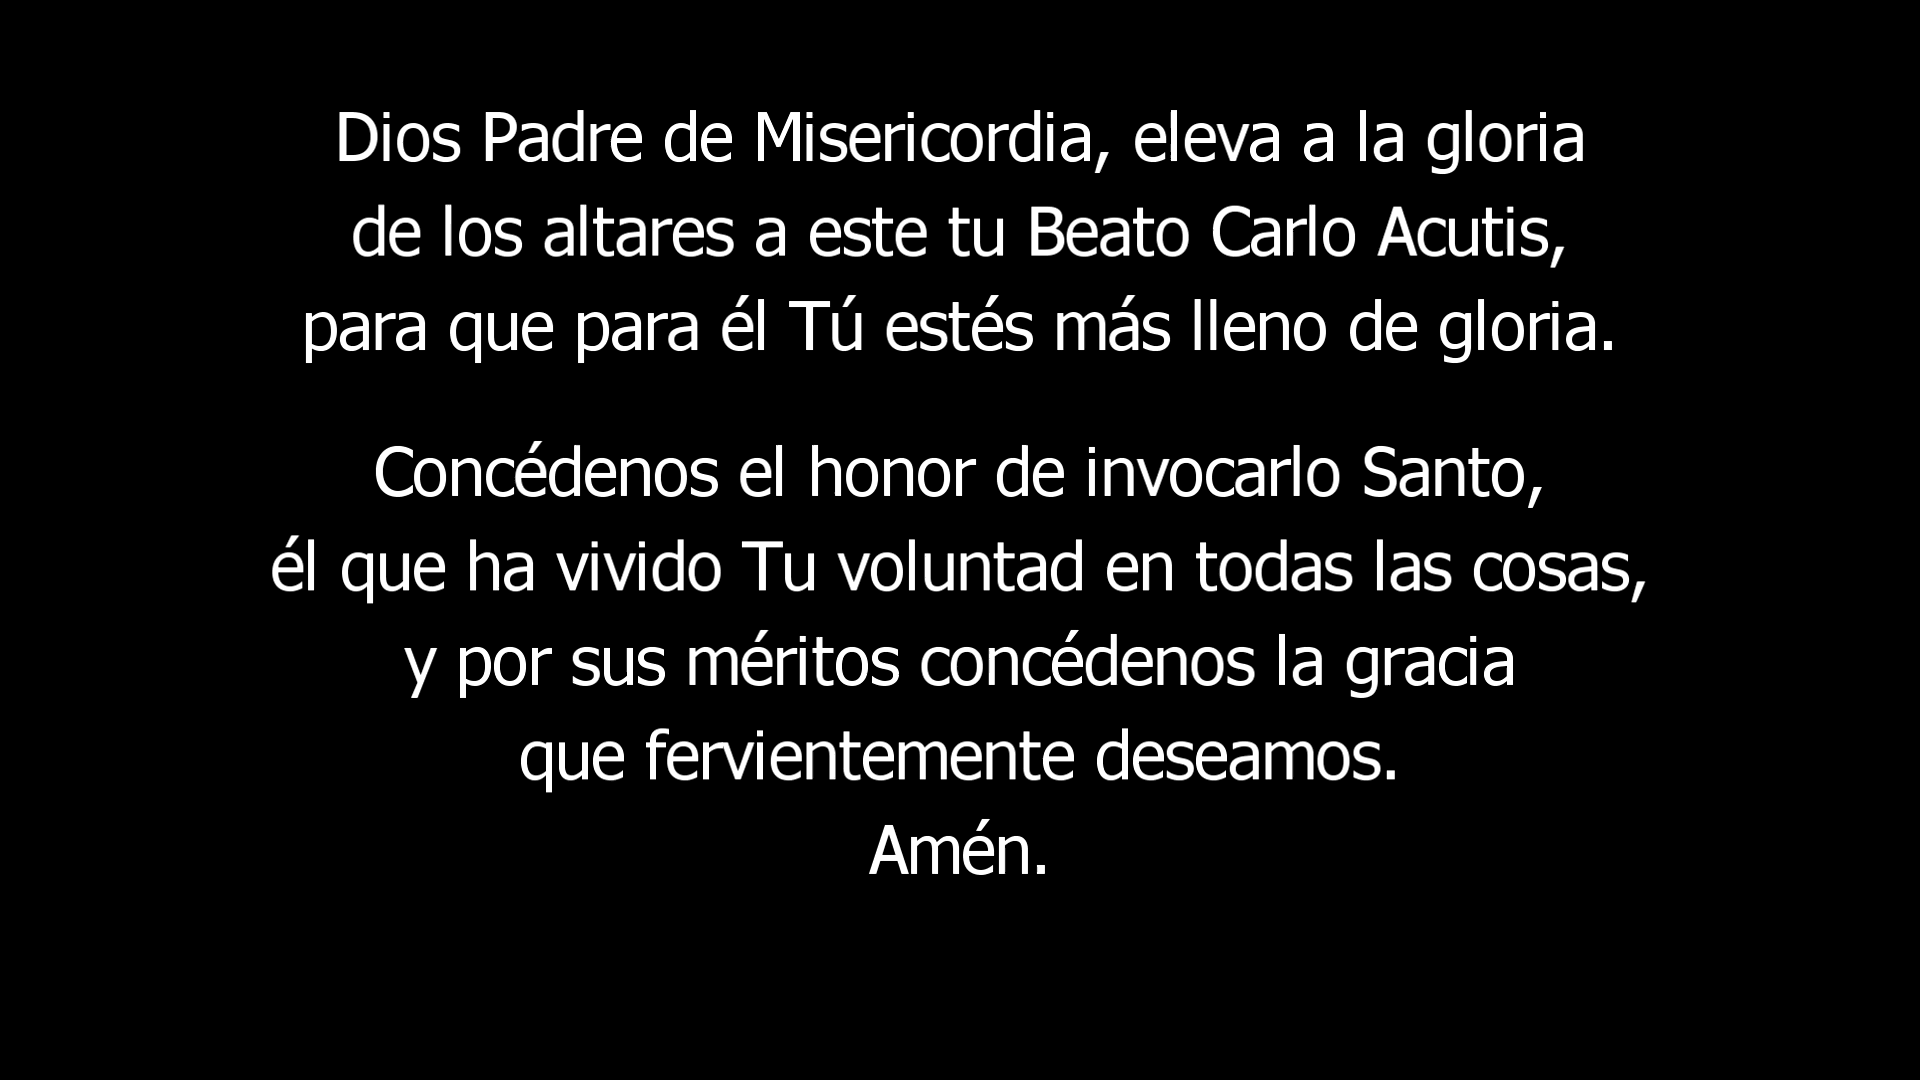 Dios Padre de Misericordia, eleva a la gloria
de los altares a este tu Beato Carlo Acutis,
para que para él Tú estés más lleno de gloria.
Concédenos el honor de invocarlo Santo,
él que ha vivido Tu voluntad en todas las cosas,
y por sus méritos concédenos la gracia
que fervientemente deseamos.
Amén.